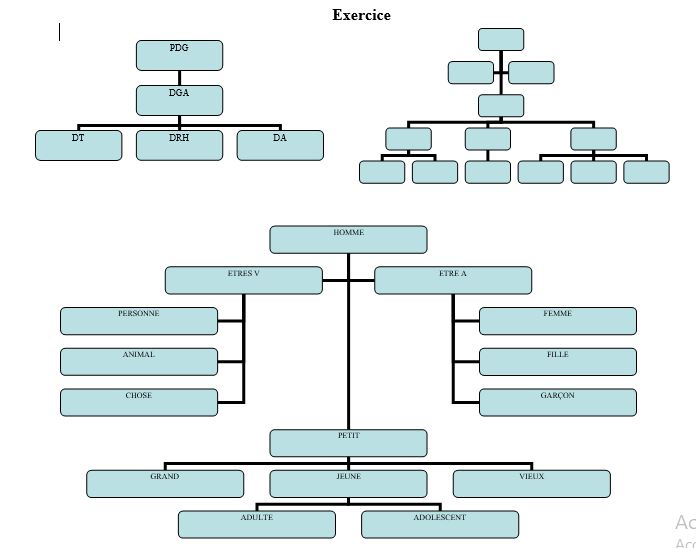 Exercice
PDG
DGA
DT DRH DA
HOMME
ETRES V ETRE A
PERSONNE FEMME
ANIMAL FILLE
CHOSE GARÇON
PETIT
GRAND JEUNE VIEUX
ADULTE ADOLESCENT